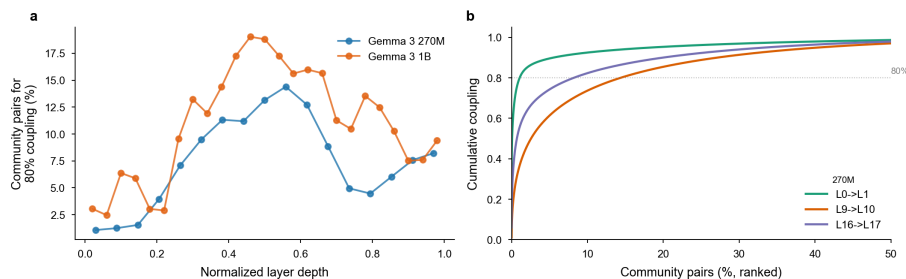 a
Community pairs for
80% coupling (%)
17.5
15.0
12.5
10.0
7.5
5.0
2.5
0.0
0.2
0.4
0.6
0.8
1.0
Normalized layer depth
Gemma 3 270M
Gemma 3 1B
b
Cumulative coupling
1.0
0.8
0.6
0.4
0.2
0.0
0
10
20
30
40
50
Community pairs (%, ranked)
80%
270M
L0->L1
L9->L10
L16->L17